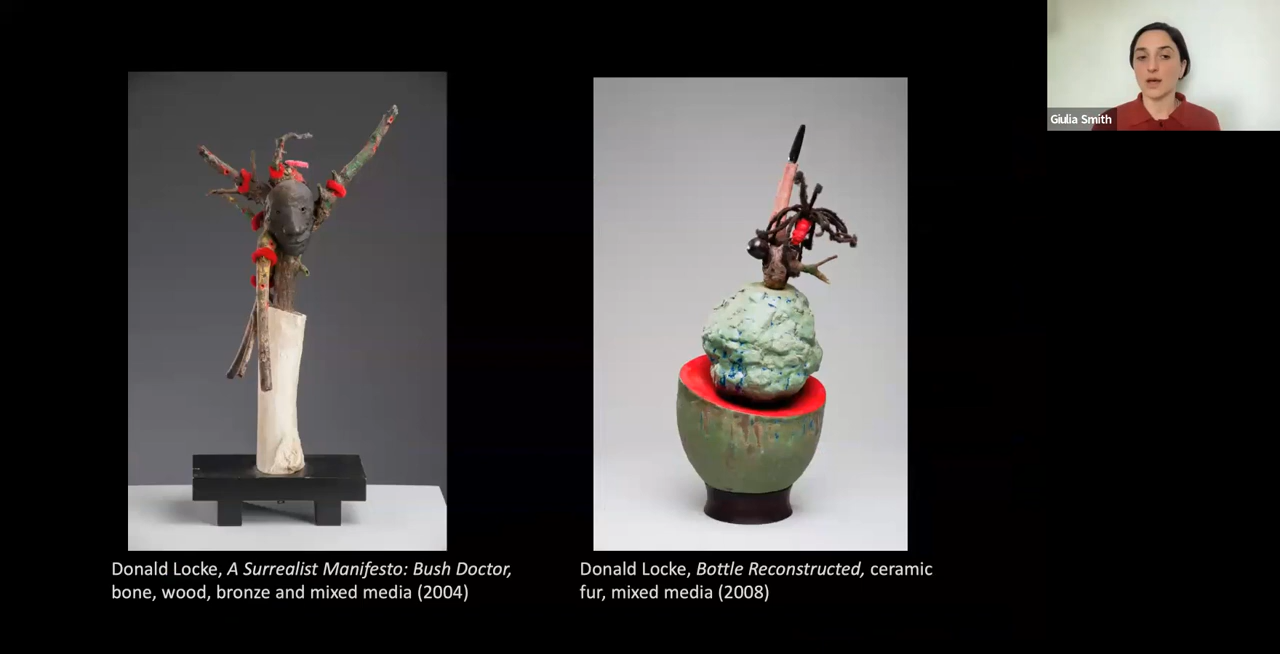 Giulia Smith
Donald Locke, A Surrealist Manifesto: Bush Doctor,
bone, wood, bronze and mixed media (2004)
Donald Locke, Bottle Reconstructed, ceramic
fur, mixed media (2008)